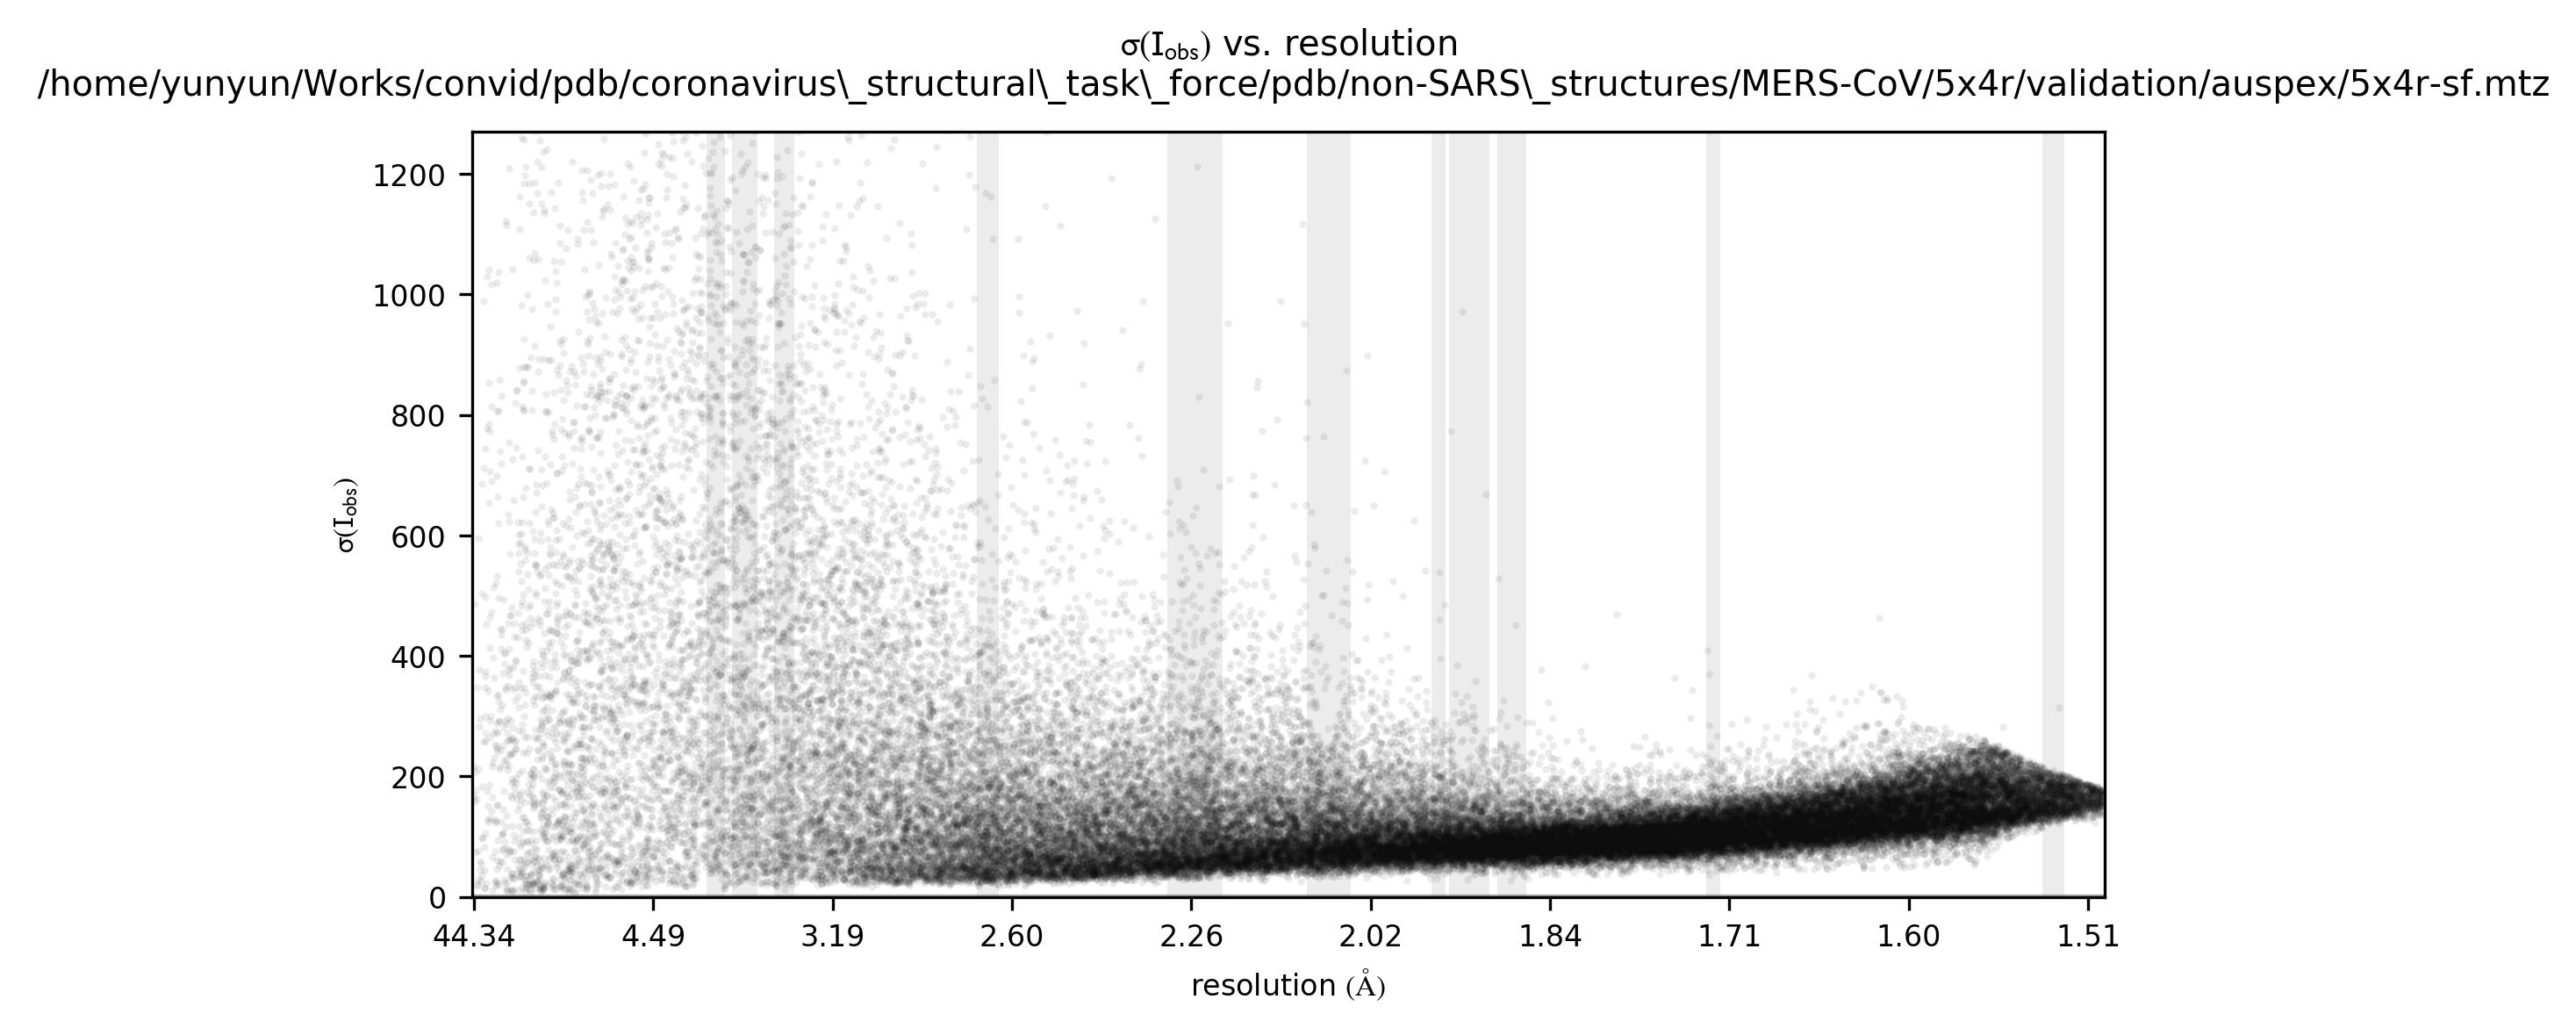 σ(I_obs) vs. resolution
/home/yunyun/Works/convid/pdb/coronavirus\_structural\_task\_force/pdb/non-SARS\_structures/MERS-CoV/5x4r/validation/auspex/5x4r-sf.mtz
σ(I_obs)
1200
1000
800
600
400
200
0
44.34 4.49 3.19 2.60 2.26 2.02 1.84 1.71 1.60 1.51
resolution (Å)